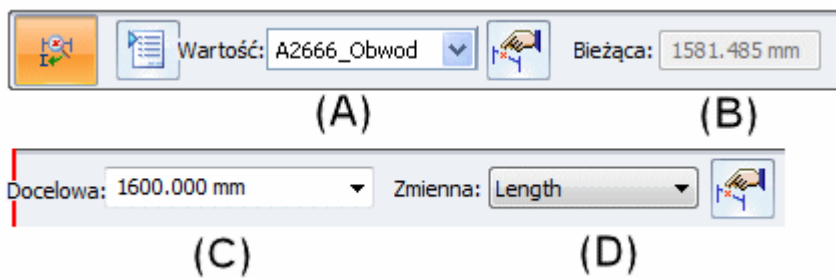 Wartość: A2666_Obwod Bieżąca: 1581.485 mm
(A) (B)
Docelowa: 1600.000 mm Zmienna: Length
(C) (D)